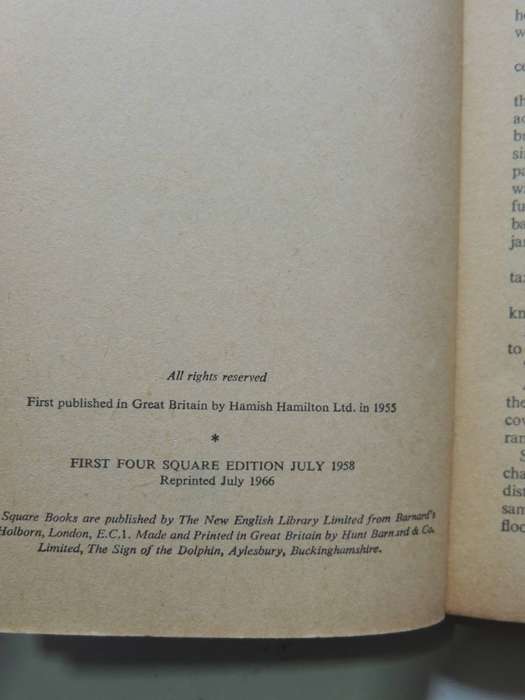 All rights reserved
First published in Great Britain by Hamish Hamilton Ltd. in 1955
*
FIRST FOUR SQUARE EDITION JULY 1958
Reprinted July 1966
Square Books are published by The New English Library Limited from Barnard's
Holborn, London, E.C.1. Made and Printed in Great Britain by Hunt Barnard & Co.
Limited, The Sign of the Dolphin, Aylesbury, Buckinghamshire.